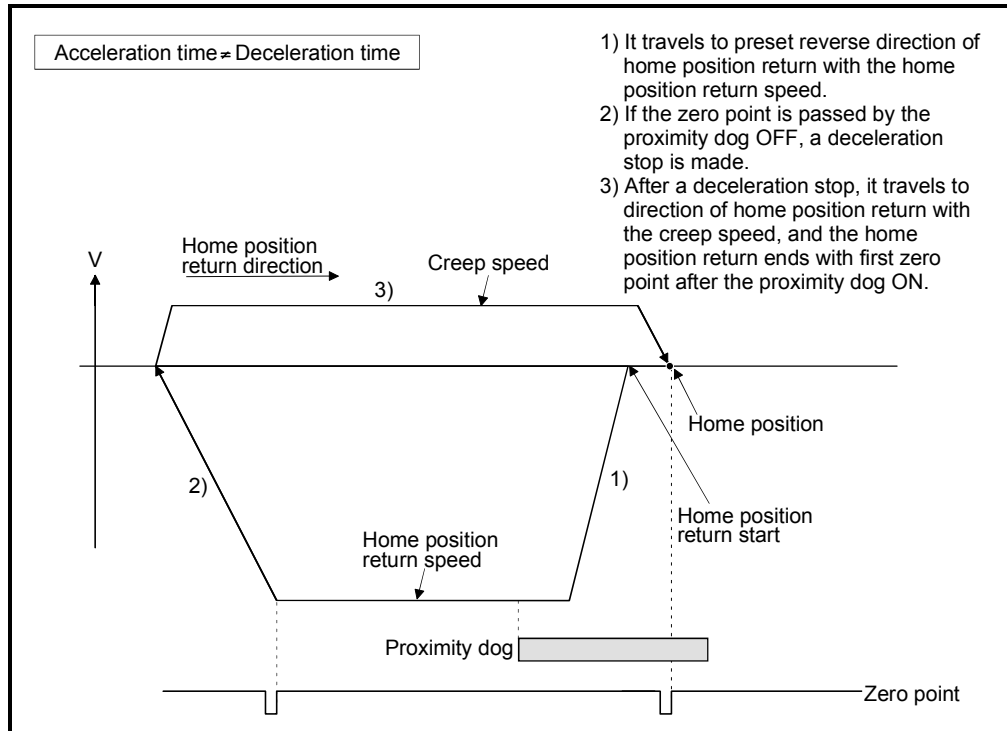 Acceleration time≠Deceleration time
1) It travels to preset reverse direction of
home position return with the home
position return speed.
2) If the zero point is passed by the
proximity dog OFF, a deceleration
stop is made.
3) After a deceleration stop, it travels to
direction of home position return with
the creep speed, and the home
position return ends with first zero
point after the proximity dog ON.
Home position
return direction
V
Creep speed
3)
Home position
2)
1)
Home position
return start
Home position
return speed
Proximity dog
Zero point